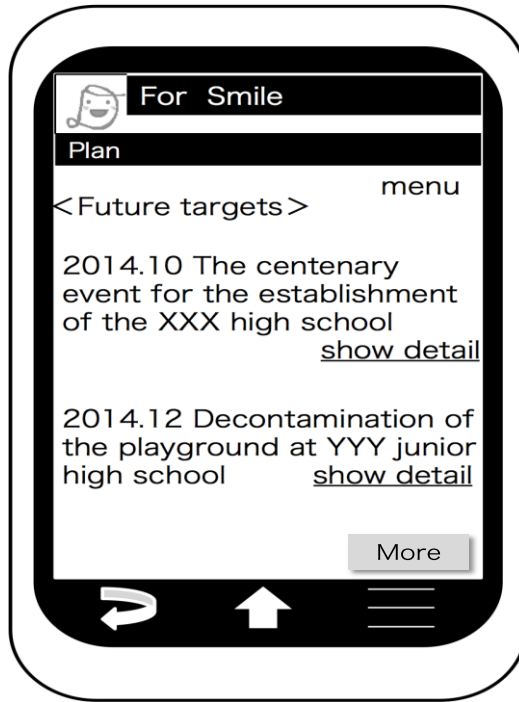 For Smile
Plan
menu
<Future targets>
2014.10 The centenary
event for the establishment
of the XXX high school
show detail
2014.12 Decontamination of
the playground at YYY junior
high school show detail
More